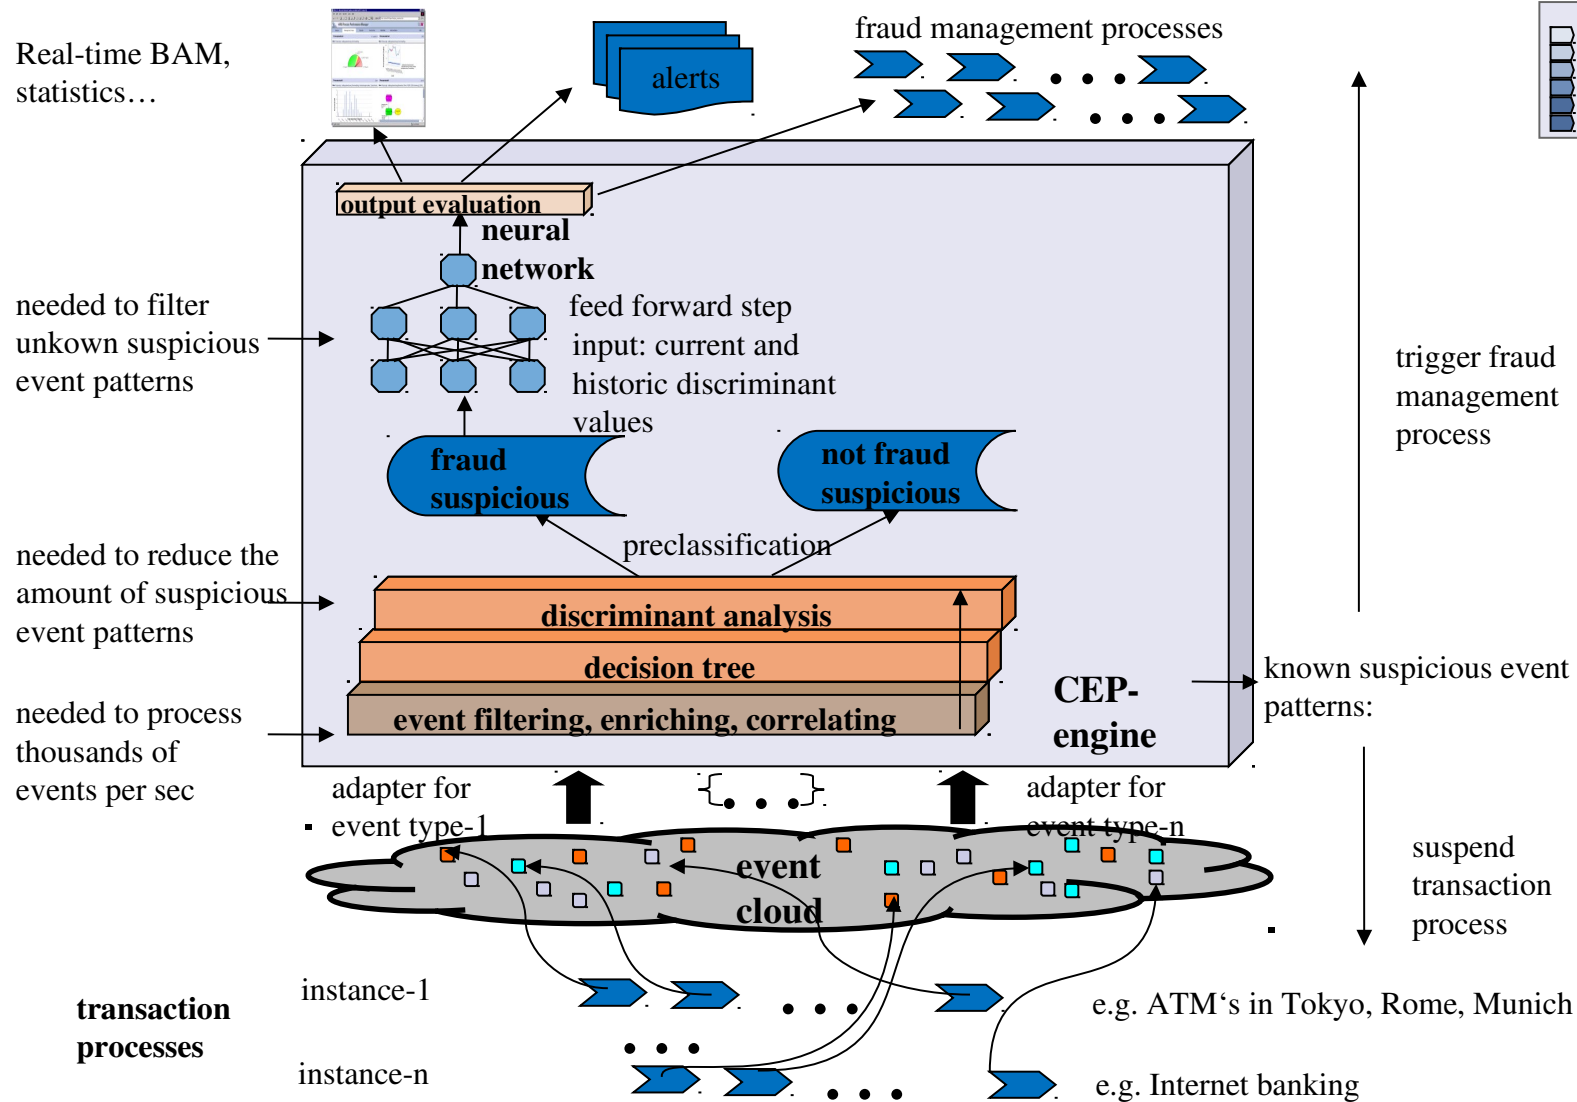 Real-time BAM,
statistics…
alerts
fraud management processes
output evaluation
neural
network
needed to filter
unkown suspicious
event patterns
feed forward step
input: current and
historic discriminant
values
trigger fraud
management
process
fraud
suspicious
not fraud
suspicious
preclassification
needed to reduce the
amount of suspicious
event patterns
discriminant analysis
decision tree
event filtering, enriching, correlating
CEP-
engine
known suspicious event
patterns:
needed to process
thousands of
events per sec
adapter for
event type-1
{• • •}
adapter for
event type-n
event
cloud
suspend
transaction
process
transaction
processes
instance-1
e.g. ATM‘s in Tokyo, Rome, Munich
instance-n
e.g. Internet banking